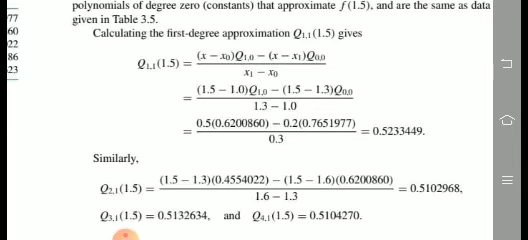 polynomials of degree zero (constants) that approximate f(1.5), and are the same as data
77 given in Table 3.5.
60 Calculating the first-degree approximation Q1,1(1.5) gives
22
86
23
Q1,1(1.5) = (x − x0)Q1,0 − (x − x1)Q0,0 / x1 − x0
= (1.5 − 1.0)Q1,0 − (1.5 − 1.3)Q0,0 / 1.3 − 1.0
= 0.5(0.6200860) − 0.2(0.7651977) / 0.3 = 0.5233449.
Similarly,
Q2,1(1.5) = (1.5 − 1.3)(0.4554022) − (1.5 − 1.6)(0.6200860) / 1.6 − 1.3 = 0.5102968,
Q3,1(1.5) = 0.5132634, and Q4,1(1.5) = 0.5104270.